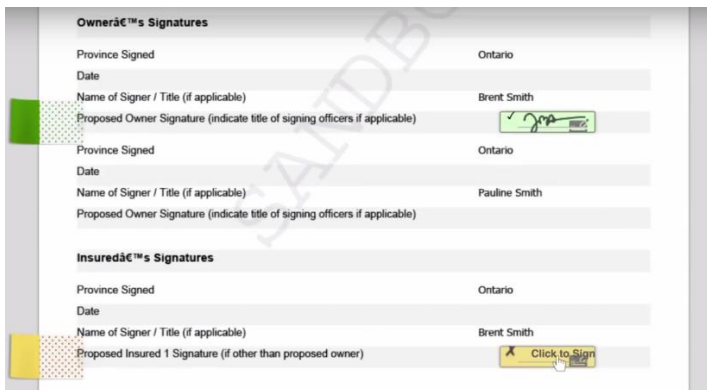 Ownerâ€™s Signatures
Province Signed Ontario
Date
Name of Signer / Title (if applicable) Brent Smith
Proposed Owner Signature (indicate title of signing officers if applicable)
Province Signed Ontario
Date
Name of Signer / Title (if applicable) Pauline Smith
Proposed Owner Signature (indicate title of signing officers if applicable)
Insuredâ€™s Signatures
Province Signed Ontario
Date
Name of Signer / Title (if applicable) Brent Smith
Proposed Insured 1 Signature (if other than proposed owner) ✗ Click to Sign
SANDBO